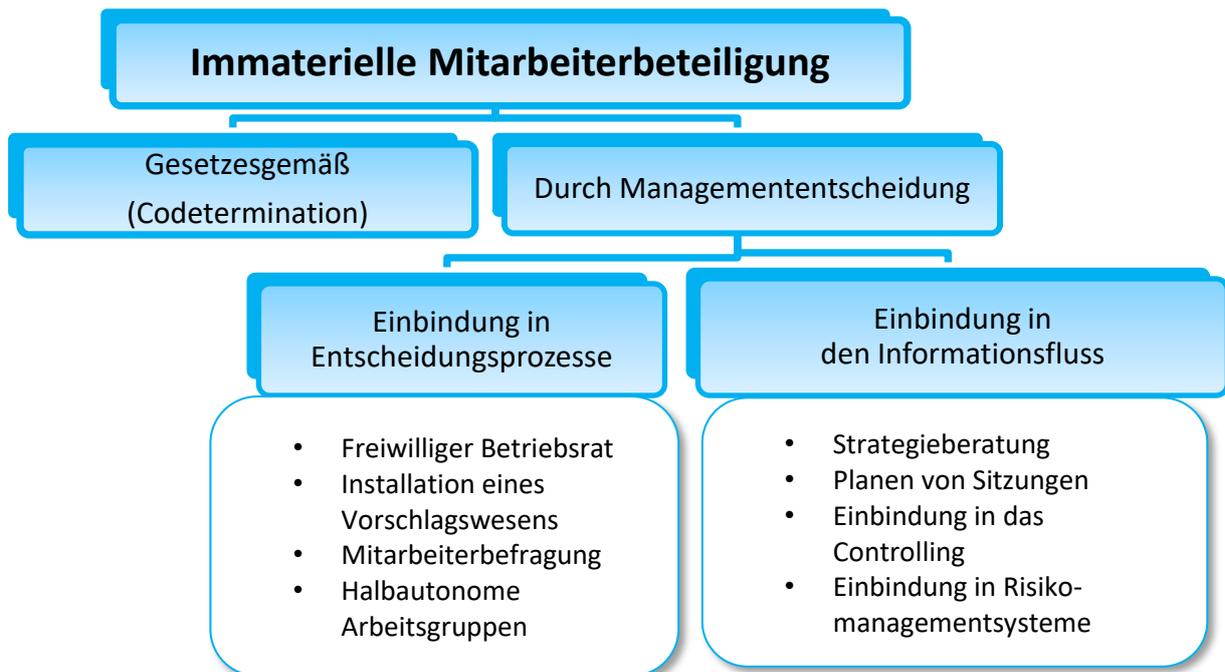 Immaterielle Mitarbeiterbeteiligung
Gesetzesgemäß
(Codetermination)
Durch Managemententscheidung
Einbindung in
Entscheidungsprozesse
• Freiwilliger Betriebsrat
• Installation eines
Vorschlagswesens
• Mitarbeiterbefragung
• Halbautonome
Arbeitsgruppen
Einbindung in
den Informationsfluss
• Strategieberatung
• Planen von Sitzungen
• Einbindung in das
Controlling
• Einbindung in Risiko-
managementsysteme